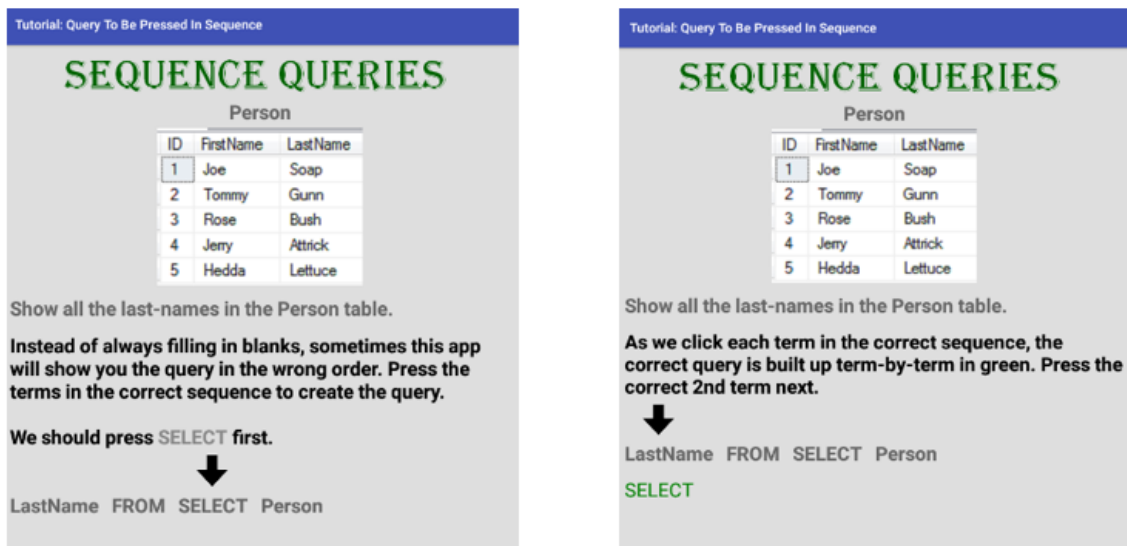 Tutorial: Query To Be Pressed In Sequence
SEQUENCE QUERIES
Person
ID FirstName LastName
1 Joe Soap
2 Tommy Gunn
3 Rose Bush
4 Jerry Attrick
5 Hedda Lettuce
Show all the last-names in the Person table.
Instead of always filling in blanks, sometimes this app
will show you the query in the wrong order. Press the
terms in the correct sequence to create the query.
We should press SELECT first.
LastName FROM SELECT Person
Tutorial: Query To Be Pressed In Sequence
SEQUENCE QUERIES
Person
ID FirstName LastName
1 Joe Soap
2 Tommy Gunn
3 Rose Bush
4 Jerry Attrick
5 Hedda Lettuce
Show all the last-names in the Person table.
As we click each term in the correct sequence, the
correct query is built up term-by-term in green. Press the
correct 2nd term next.
LastName FROM SELECT Person
SELECT